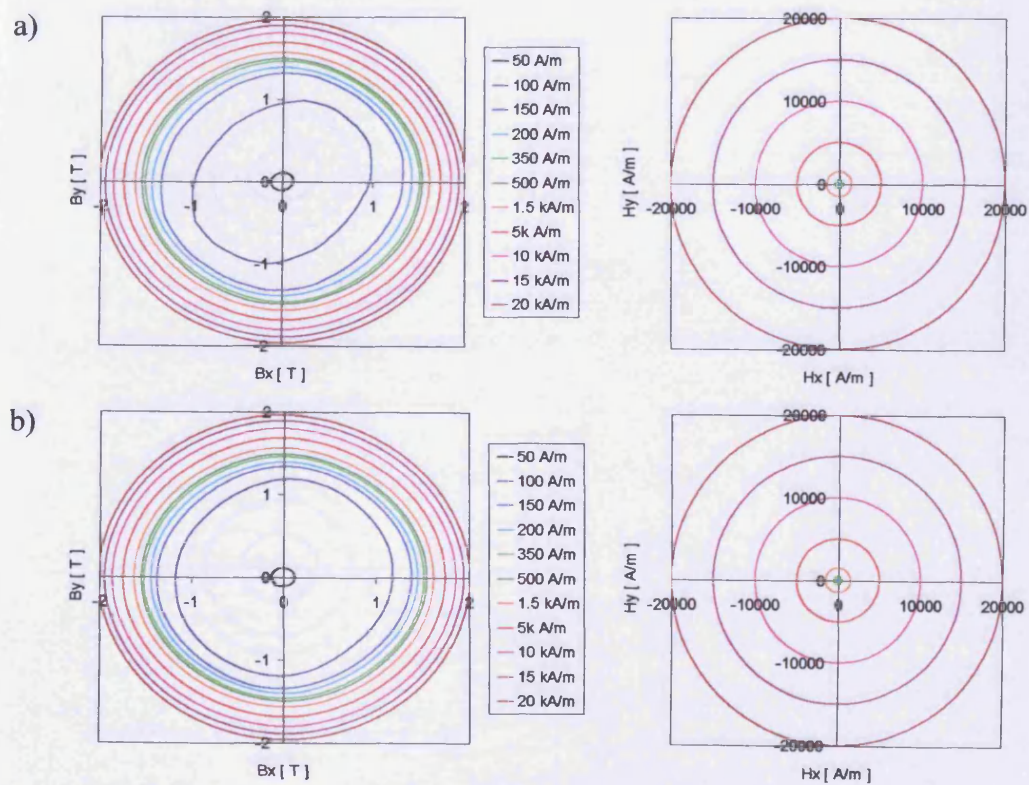 a)
2
1
0
-1
-2
-2
-1
0
1
2
By [ T ]
Bx [ T ]
50 A/m
100 A/m
150 A/m
200 A/m
350 A/m
500 A/m
1.5 kA/m
5k A/m
10 kA/m
15 kA/m
20 kA/m
20000
10000
0
-10000
-20000
-20000
-10000
0
10000
20000
Hy [ A/m ]
Hx [ A/m ]
b)
2
1
0
-1
-2
-2
-1
0
1
2
By [ T ]
Bx [ T ]
50 A/m
100 A/m
150 A/m
200 A/m
350 A/m
500 A/m
1.5 kA/m
5k A/m
10 kA/m
15 kA/m
20 kA/m
20000
10000
0
-10000
-20000
-20000
-10000
0
10000
20000
Hy [ A/m ]
Hx [ A/m ]